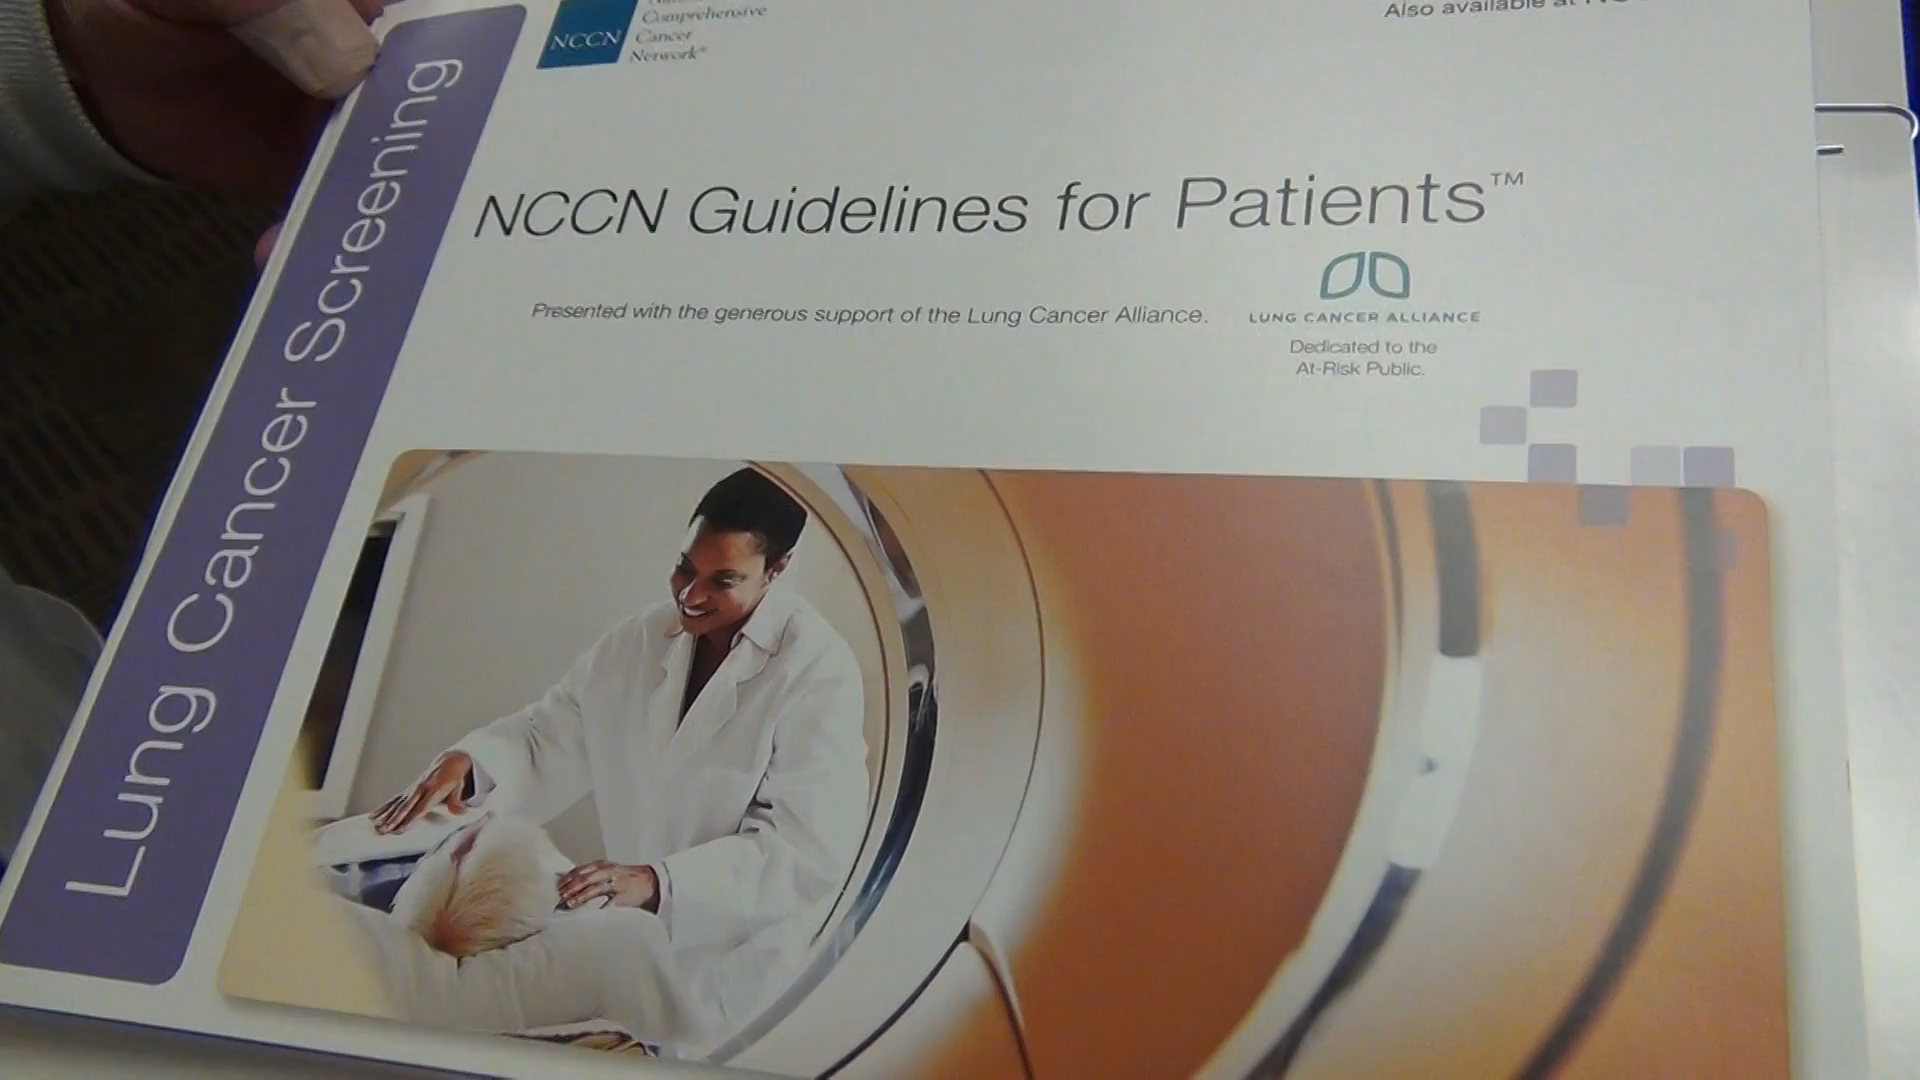 Comprehensive
NCCN Cancer
Network®
Also available at
Lung Cancer Screening
NCCN Guidelines for Patients™
Presented with the generous support of the Lung Cancer Alliance.
LUNG CANCER ALLIANCE
Dedicated to the
At-Risk Public.